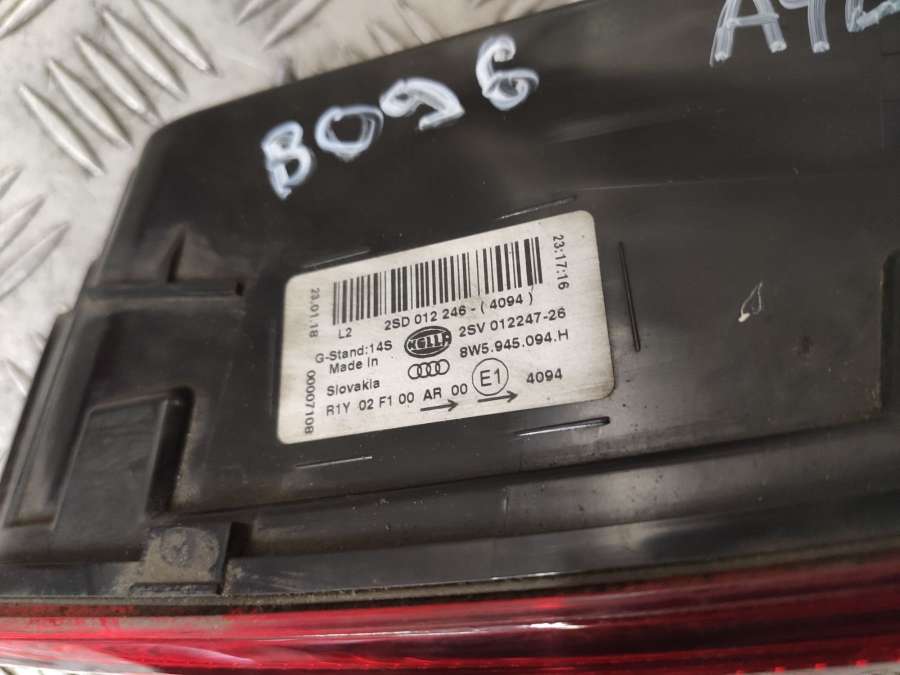 B096
23:17:16
23.01.18
L2 2SD 012 246-(4094)
G-Stand:14S HELLA 2SV 012247-26
Made in 8W5.945.094.H
Slovakia E1 4094
R1Y 02 F1 00 AR 00
00007108